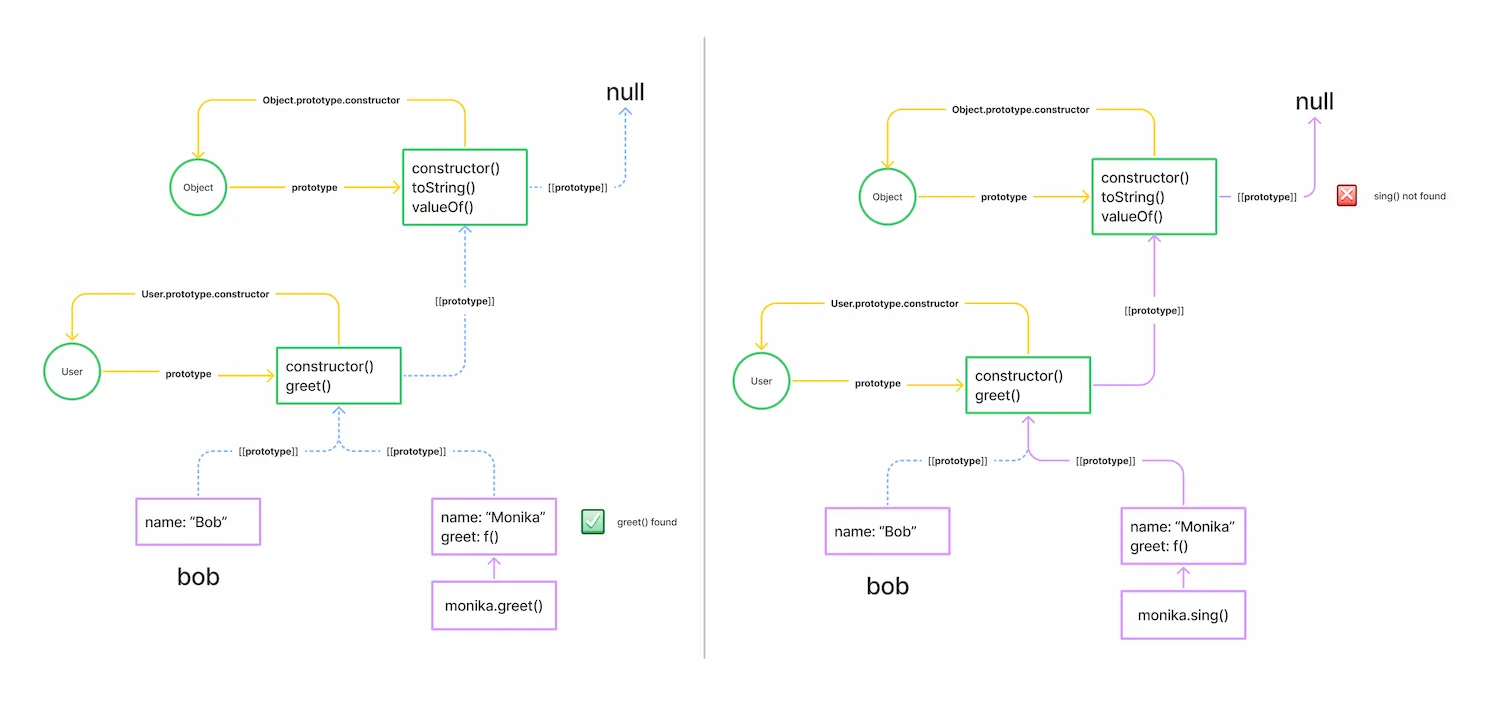 Object.prototype.constructor
null
Object
prototype
constructor()
toString()
valueOf()
[[prototype]]
[[prototype]]
User.prototype.constructor
User
prototype
constructor()
greet()
[[prototype]]
[[prototype]]
name: “Bob”
bob
name: “Monika”
greet: f()
greet() found
monika.greet()
Object.prototype.constructor
null
Object
prototype
constructor()
toString()
valueOf()
[[prototype]]
sing() not found
[[prototype]]
User.prototype.constructor
User
prototype
constructor()
greet()
[[prototype]]
[[prototype]]
name: “Bob”
bob
name: “Monika”
greet: f()
monika.sing()